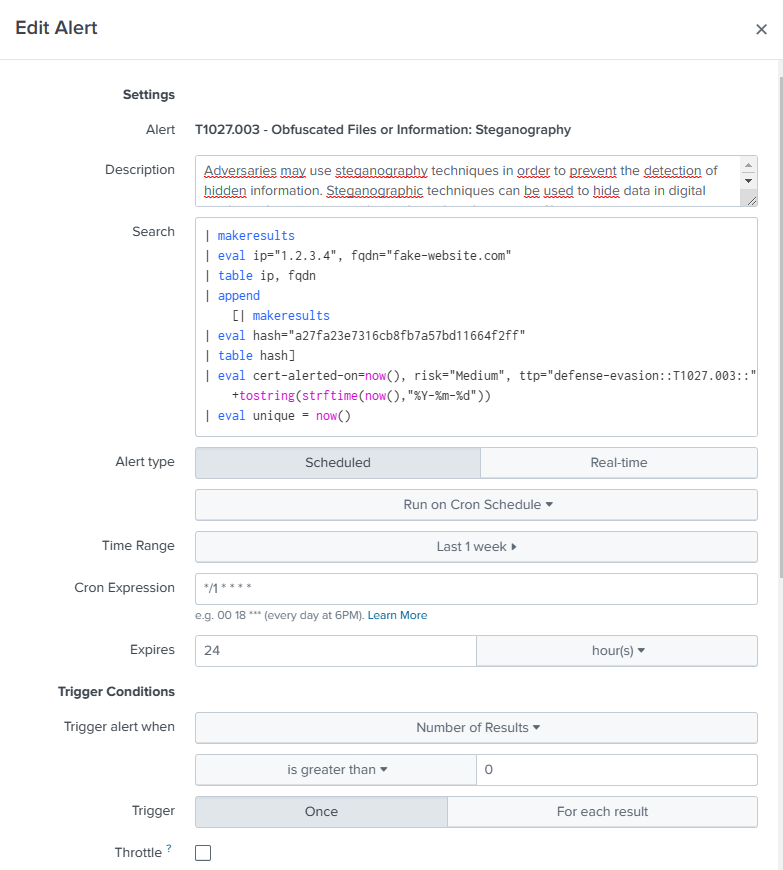 Edit Alert
Settings
Alert T1027.003 - Obfuscated Files or Information: Steganography
Description Adversaries may use steganography techniques in order to prevent the detection of
hidden information. Steganographic techniques can be used to hide data in digital
Search
| makeresults
| eval ip="1.2.3.4", fqdn="fake-website.com"
| table ip, fqdn
| append
[| makeresults
| eval hash="a27fa23e7316cb8fb7a57bd11664f2ff"
| table hash]
| eval cert-alerted-on=now(), risk="Medium", ttp="defense-evasion::T1027.003::"
+tostring(strftime(now(),"%Y-%m-%d"))
| eval unique = now()
Alert type Scheduled Real-time
Run on Cron Schedule
Time Range Last 1 week
Cron Expression */1 * * * *
e.g. 00 18 *** (every day at 6PM). Learn More
Expires 24 hour(s)
Trigger Conditions
Trigger alert when Number of Results
is greater than 0
Trigger Once For each result
Throttle ?